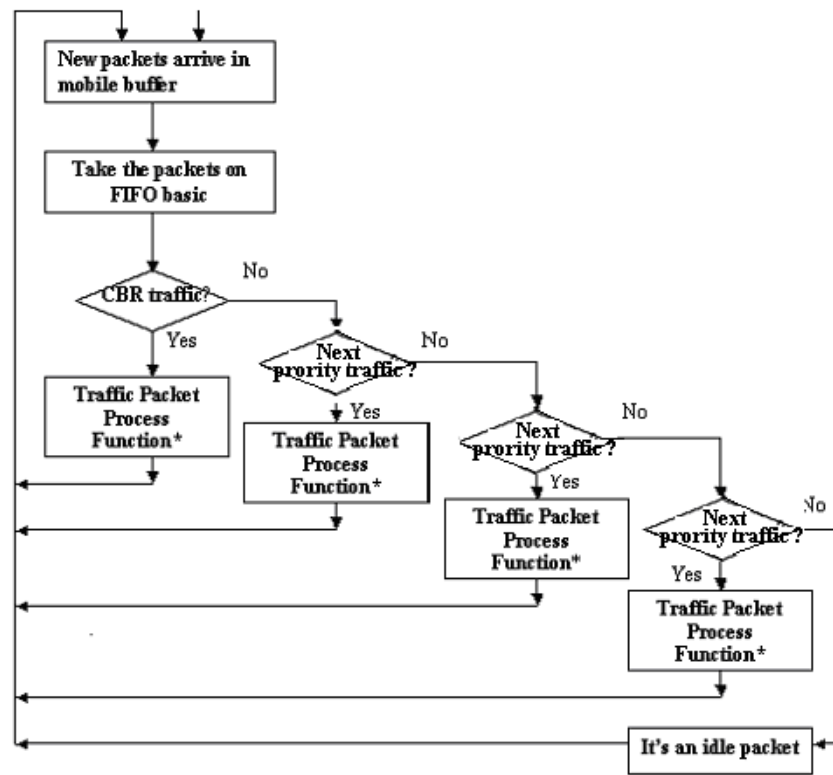 New packets arrive in
mobile buffer
Take the packets on
FIFO basic
No
CBR traffic?
Yes
No
Next
prority traffic ?
Traffic Packet
Process
Function*
Yes
No
Next
prority traffic ?
Traffic Packet
Process
Function*
Yes
No
Next
prority traffic ?
Traffic Packet
Process
Function*
Yes
Traffic Packet
Process
Function*
It's an idle packet